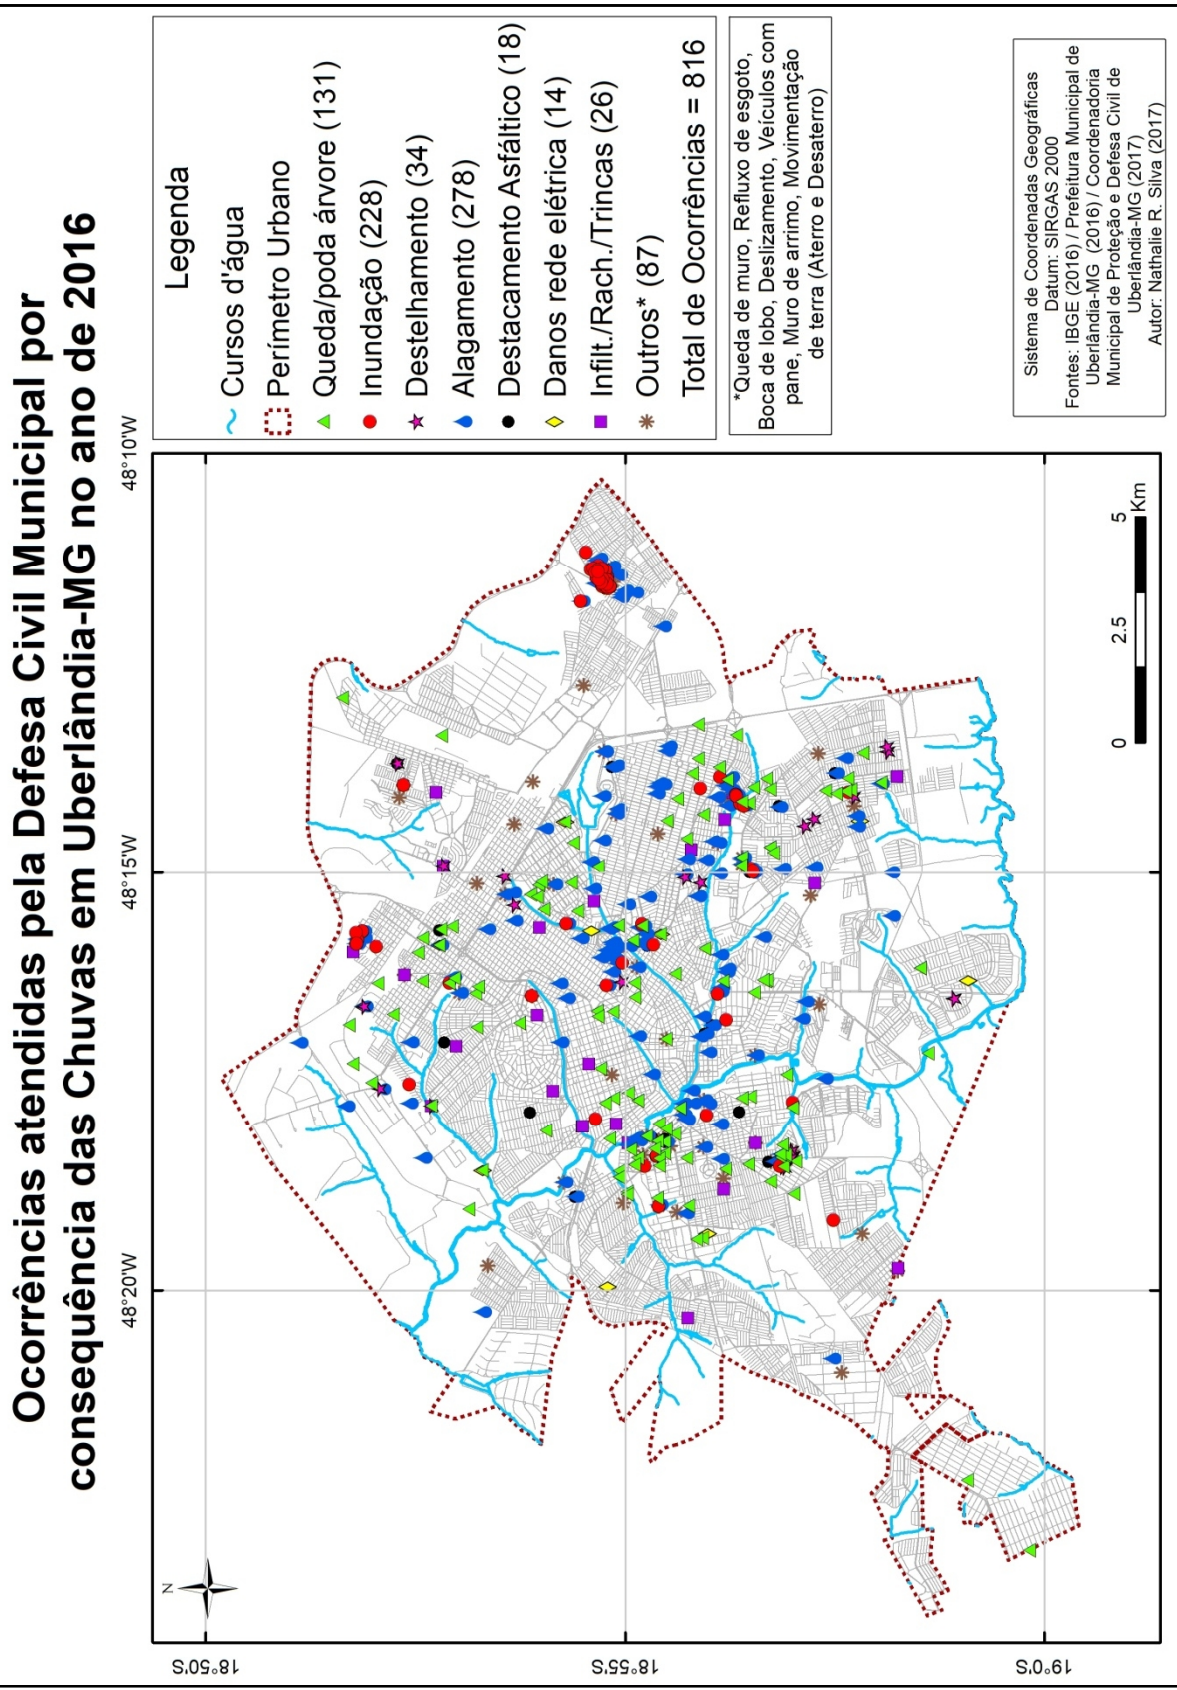 Ocorrências atendidas pela Defesa Civil Municipal por
consequência das Chuvas em Uberlândia-MG no ano de 2016
48°20'W
48°15'W
48°10'W
18°50'S
18°55'S
19°0'S
N
0
2.5
5
Km
Legenda
Cursos d'água
Perímetro Urbano
Queda/poda árvore (131)
Inundação (228)
Destelhamento (34)
Alagamento (278)
Destacamento Asfáltico (18)
Danos rede elétrica (14)
Infilt./Rach./Trincas (26)
Outros* (87)
Total de Ocorrências = 816
*Queda de muro, Refluxo de esgoto,
Boca de lobo, Deslizamento, Veículos com
pane, Muro de arrimo, Movimentação
de terra (Aterro e Desaterro)
Sistema de Coordenadas Geográficas
Datum: SIRGAS 2000
Fontes: IBGE (2016) / Prefeitura Municipal de
Uberlândia-MG (2016) / Coordenadoria
Municipal de Proteção e Defesa Civil de
Uberlândia-MG (2017)
Autor: Nathalie R. Silva (2017)